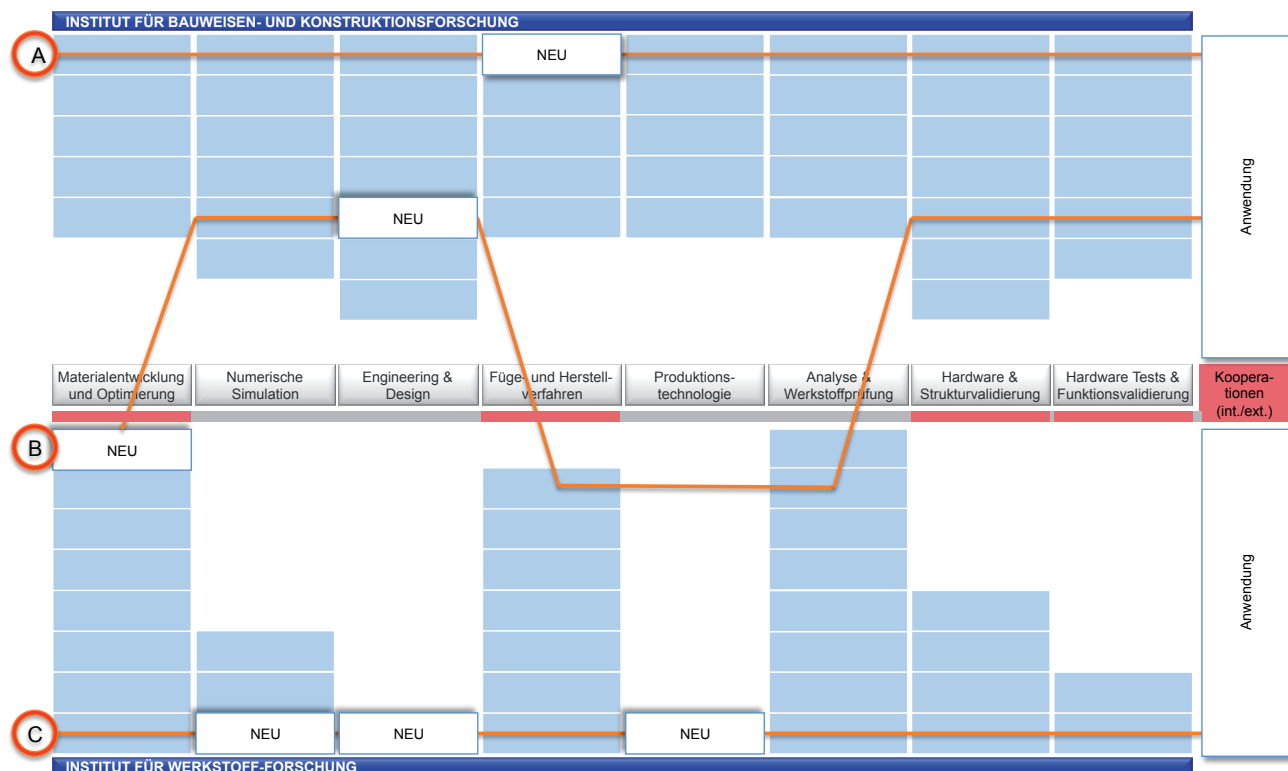 INSTITUT FÜR BAUWEISEN- UND KONSTRUKTIONSFORSCHUNG
A
NEU
Anwendung
NEU
Materialentwicklung
und Optimierung
Numerische
Simulation
Engineering &
Design
Füge- und Herstell-
verfahren
Produktions-
technologie
Analyse &
Werkstoffprüfung
Hardware &
Strukturvalidierung
Hardware Tests &
Funktionsvalidierung
Koopera-
tionen
(int./ext.)
B
NEU
Anwendung
C
NEU
NEU
NEU
INSTITUT FÜR WERKSTOFF-FORSCHUNG